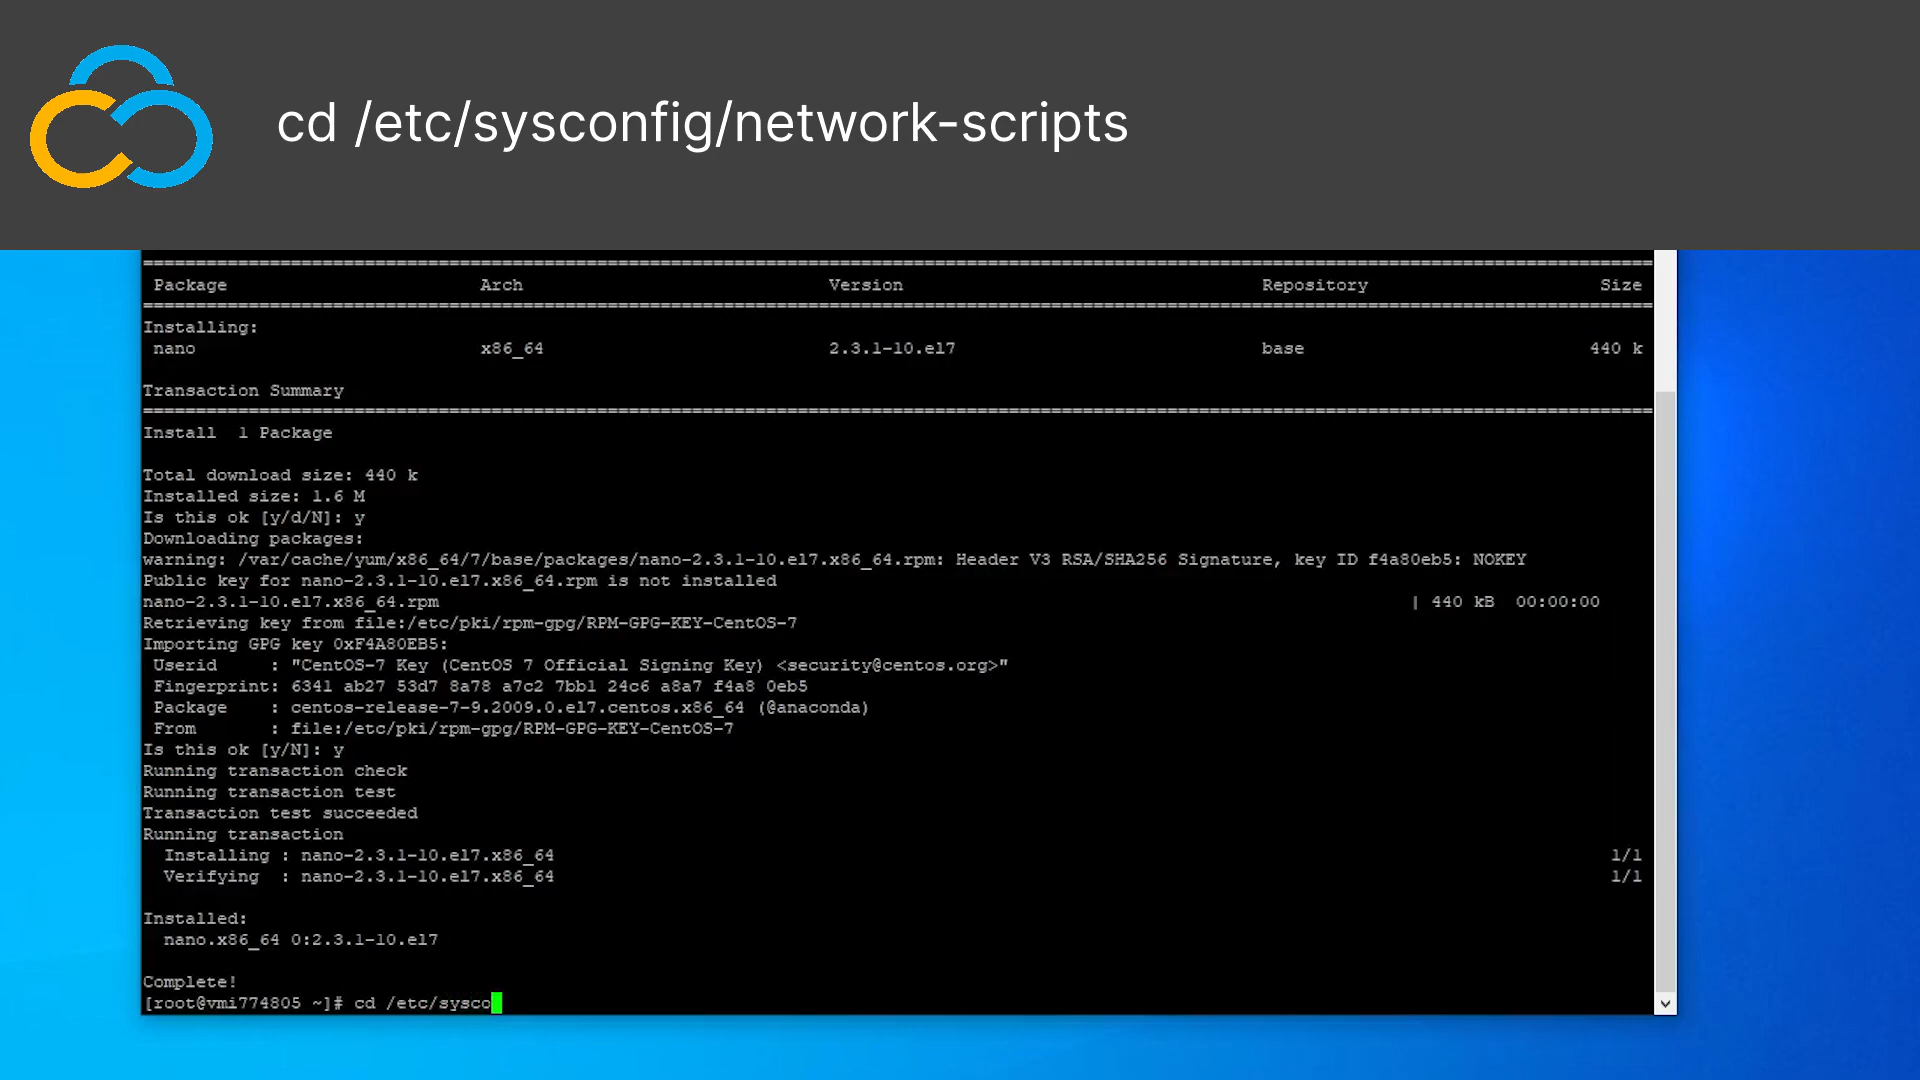 cd /etc/sysconfig/network-scripts
================================================================================
Package Arch Version Repository Size
================================================================================
Installing:
nano x86_64 2.3.1-10.el7 base 440 k
Transaction Summary
================================================================================
Install 1 Package
Total download size: 440 k
Installed size: 1.6 M
Is this ok [y/d/N]: y
Downloading packages:
warning: /var/cache/yum/x86_64/7/base/packages/nano-2.3.1-10.el7.x86_64.rpm: Header V3 RSA/SHA256 Signature, key ID f4a80eb5: NOKEY
Public key for nano-2.3.1-10.el7.x86_64.rpm is not installed
nano-2.3.1-10.el7.x86_64.rpm | 440 kB 00:00:00
Retrieving key from file:/etc/pki/rpm-gpg/RPM-GPG-KEY-CentOS-7
Importing GPG key 0xF4A80EB5:
Userid : "CentOS-7 Key (CentOS 7 Official Signing Key) <security@centos.org>"
Fingerprint: 6341 ab27 53d7 8a78 a7c2 7bb1 24c6 a8a7 f4a8 0eb5
Package : centos-release-7-9.2009.0.el7.centos.x86_64 (@anaconda)
From : file:/etc/pki/rpm-gpg/RPM-GPG-KEY-CentOS-7
Is this ok [y/N]: y
Running transaction check
Running transaction test
Transaction test succeeded
Running transaction
Installing : nano-2.3.1-10.el7.x86_64 1/1
Verifying : nano-2.3.1-10.el7.x86_64 1/1
Installed:
nano.x86_64 0:2.3.1-10.el7
Complete!
[root@vmi774805 ~]# cd /etc/sysco